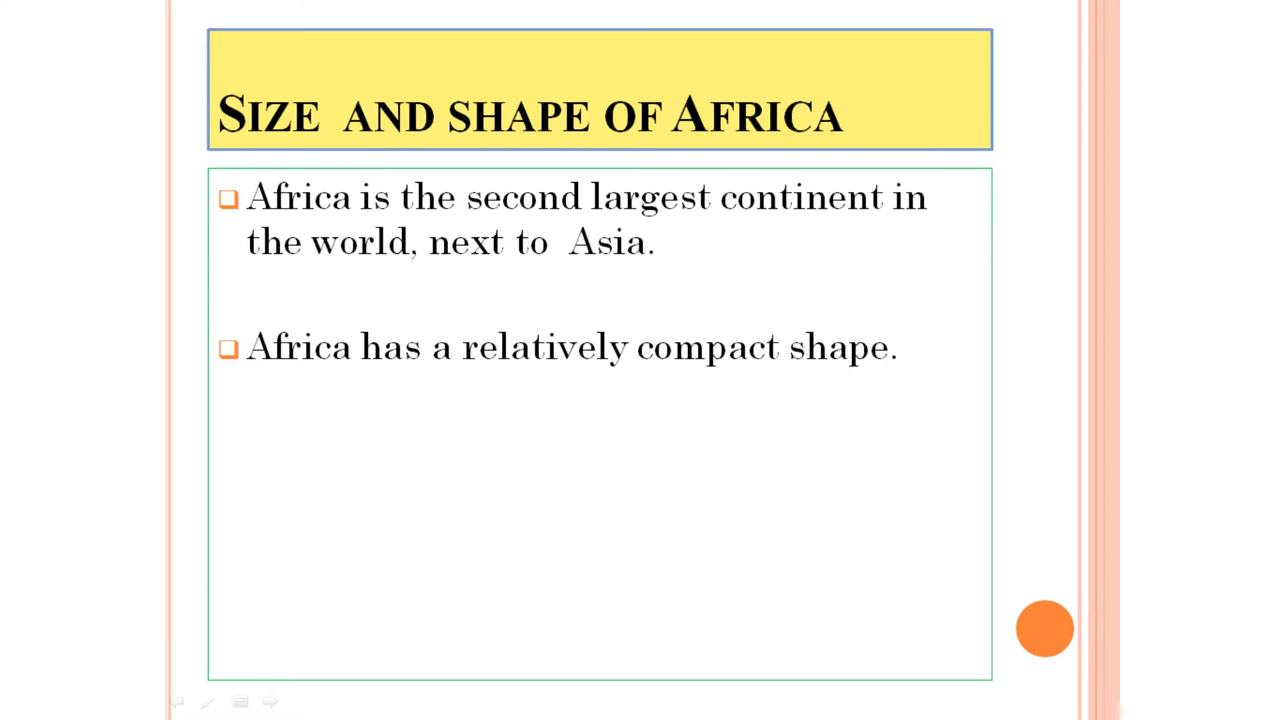 SIZE AND SHAPE OF AFRICA
Africa is the second largest continent in
the world, next to Asia.
Africa has a relatively compact shape.